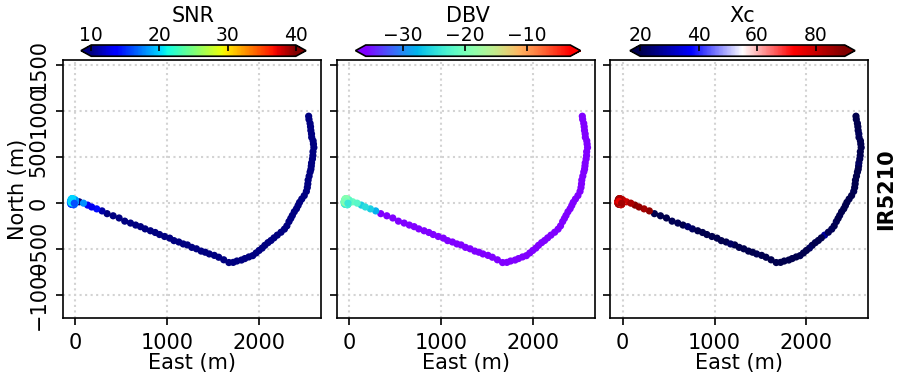 SNR DBV Xc
10 20 30 40 −30 −20 −10 20 40 60 80
1500
1000
500
0
−500
−1000
North (m)
IR5210
0 1000 2000 0 1000 2000 0 1000 2000
East (m) East (m) East (m)